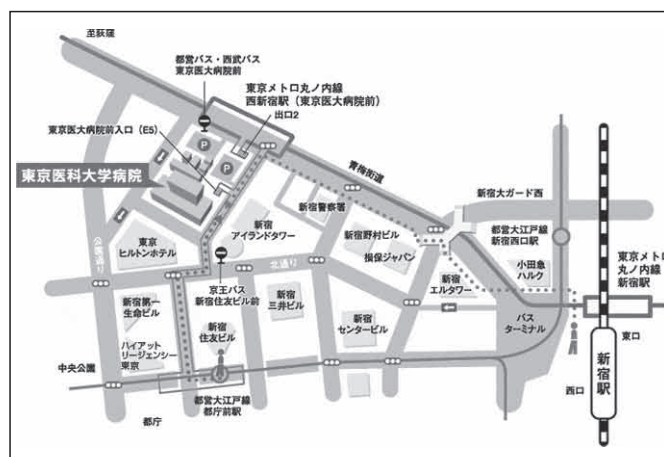 至荻窪
都営バス・西武バス
東京医大病院前
東京メトロ丸ノ内線
西新宿駅（東京医大病院前）
出口2
東京医大病院前入口（E5）
P
P
東京医科大学病院
青梅街道
新宿大ガード西
新宿警察署
新宿
アイランドタワー
新宿野村ビル
損保ジャパン
都営大江戸線
新宿西口駅
東京
ヒルトンホテル
公園通り
北通り
京王バス
新宿住友ビル前
小田急
ハルク
東京メトロ
丸ノ内線
新宿駅
新宿第一
生命ビル
新宿
三井ビル
新宿
エルタワー
新宿
住友ビル
新宿
センタービル
バス
ターミナル
東口
ハイアット
リージェンシー
東京
中央公園
西口
新宿駅
都営大江戸線
都庁前駅
都庁